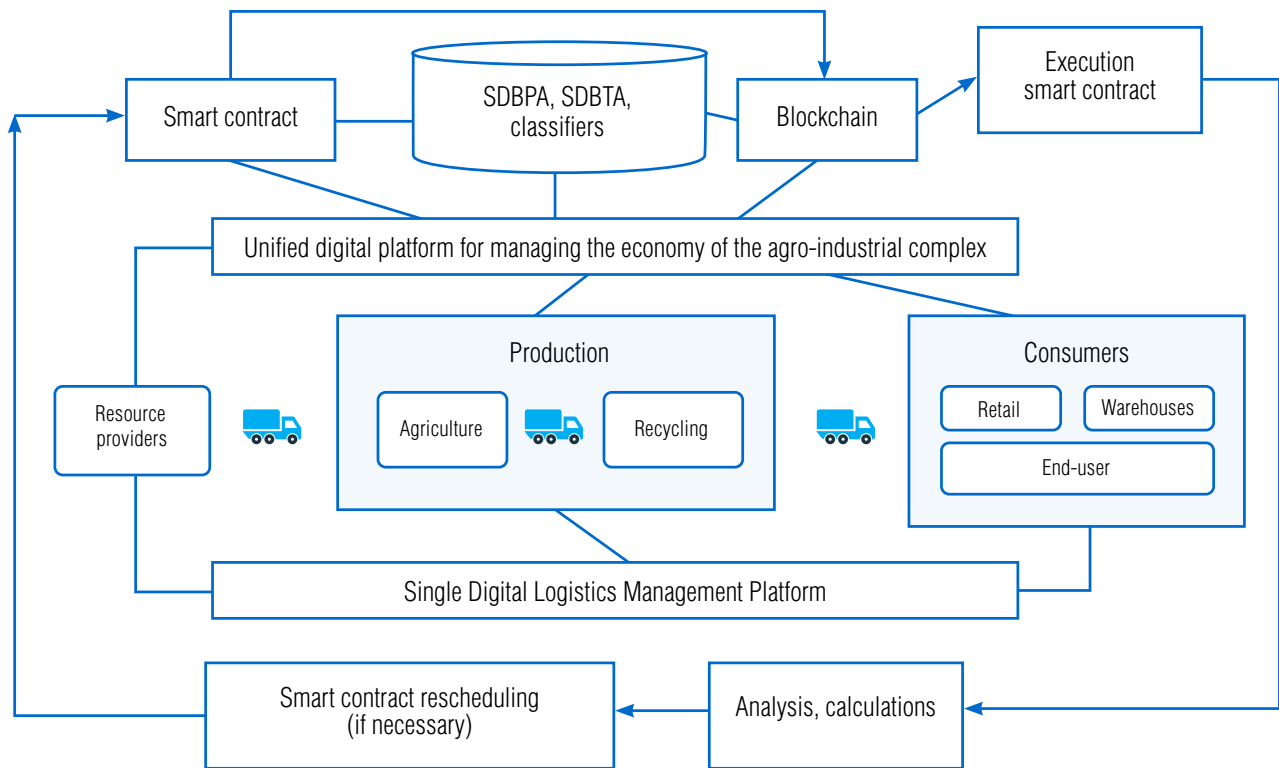 Execution
smart contract
Smart contract
SDBPA, SDBTA,
classifiers
Blockchain
Unified digital platform for managing the economy of the agro-industrial complex
Production
Consumers
Resource
providers
Agriculture
Recycling
Retail
Warehouses
End-user
Single Digital Logistics Management Platform
Smart contract rescheduling
(if necessary)
Analysis, calculations